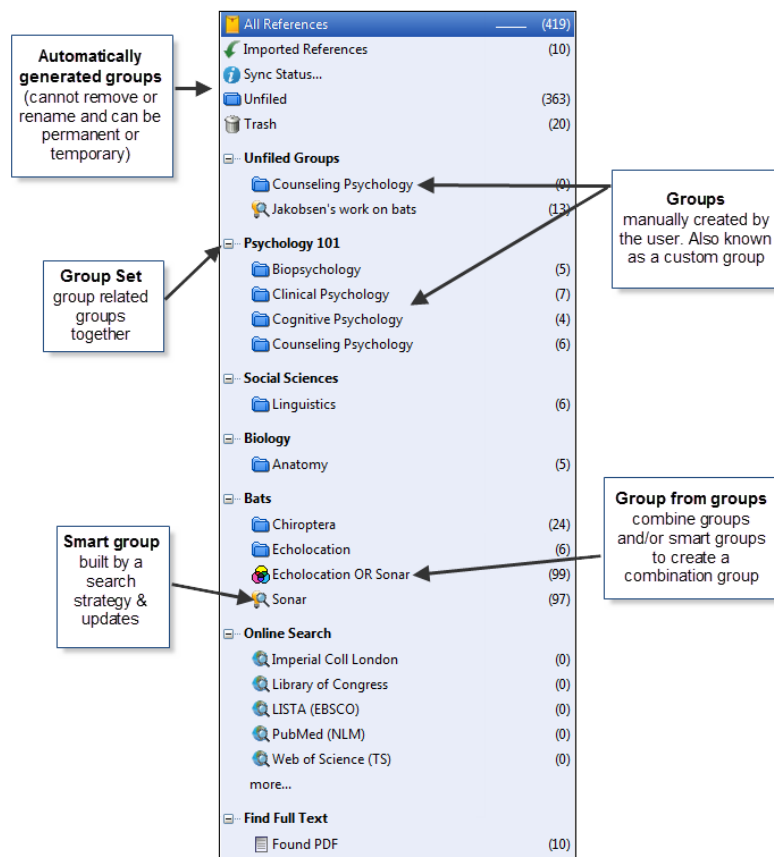 All References (419)
Imported References (10)
Sync Status...
Unfiled (363)
Trash (20)
Unfiled Groups
Counseling Psychology (0)
Jakobsen's work on bats (13)
Psychology 101
Biopsychology (5)
Clinical Psychology (7)
Cognitive Psychology (4)
Counseling Psychology (6)
Social Sciences
Linguistics (6)
Biology
Anatomy (5)
Bats
Chiroptera (24)
Echolocation (6)
Echolocation OR Sonar (99)
Sonar (97)
Online Search
Imperial Coll London (0)
Library of Congress (0)
LISTA (EBSCO) (0)
PubMed (NLM) (0)
Web of Science (TS) (0)
more...
Find Full Text
Found PDF (10)
Automatically
generated groups
(cannot remove or
rename and can be
permanent or
temporary)
Group Set
group related
groups
together
Smart group
built by a
search
strategy &
updates
Groups
manually created by
the user. Also known
as a custom group
Group from groups
combine groups
and/or smart groups
to create a
combination group